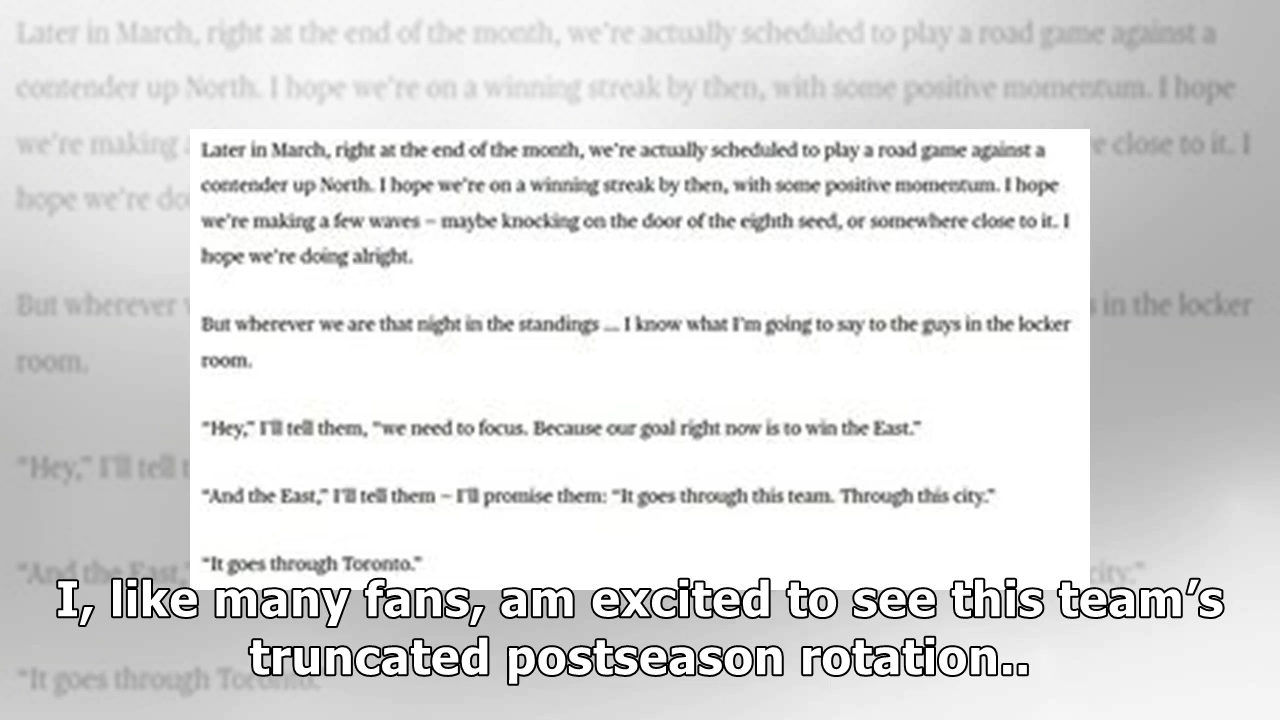 Later in March, right at the end of the month, we’re actually scheduled to play a road game against a
contender up North. I hope we’re on a winning streak by then, with some positive momentum. I hope
we’re making a few waves – maybe knocking on the door of the eighth seed, or somewhere close to it. I
hope we’re doing alright.
But wherever we are that night in the standings ... I know what I’m going to say to the guys in the locker
room.
“Hey,” I’ll tell them, “we need to focus. Because our goal right now is to win the East.”
“And the East,” I’ll tell them – I’ll promise them: “It goes through this team. Through this city.”
“It goes through Toronto.”
I, like many fans, am excited to see this team’s
truncated postseason rotation..